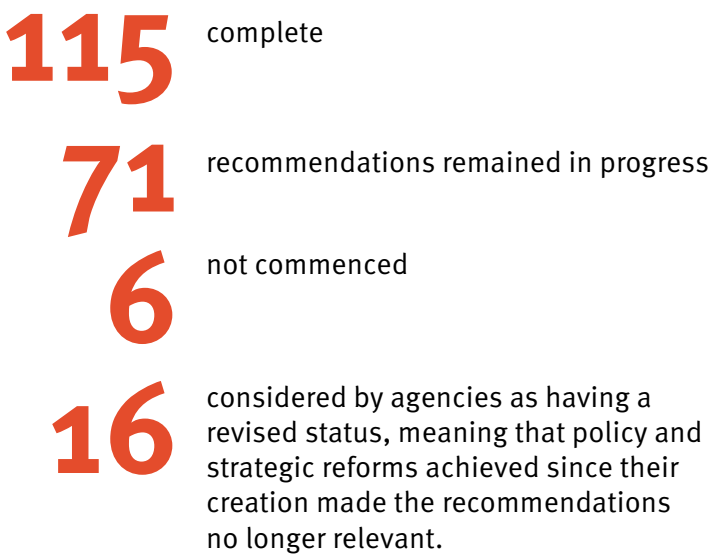 115 complete
71 recommendations remained in progress
6 not commenced
16 considered by agencies as having a
revised status, meaning that policy and
strategic reforms achieved since their
creation made the recommendations
no longer relevant.